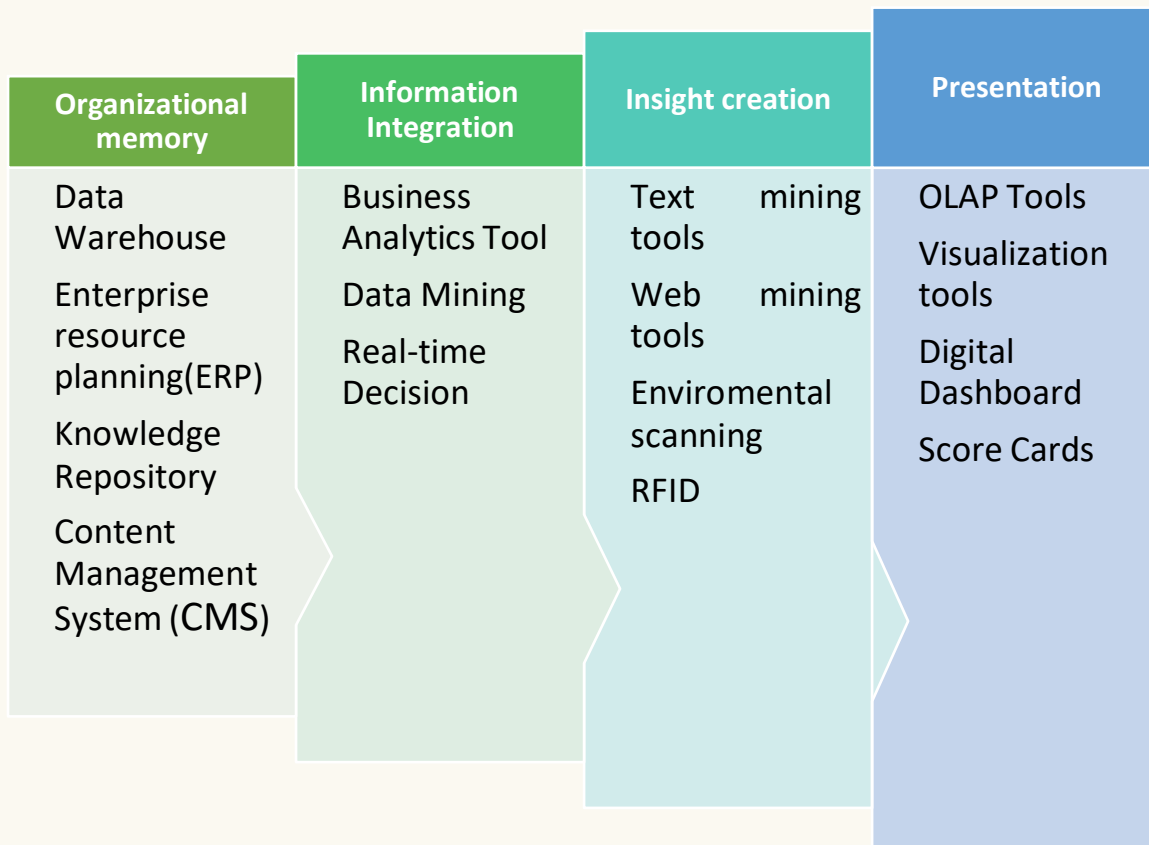 Organizational
memory
Data
Warehouse
Enterprise
resource
planning(ERP)
Knowledge
Repository
Content
Management
System (CMS)
Information
Integration
Business
Analytics Tool
Data Mining
Real-time
Decision
Insight creation
Text mining
tools
Web mining
tools
Enviromental
scanning
RFID
Presentation
OLAP Tools
Visualization
tools
Digital
Dashboard
Score Cards